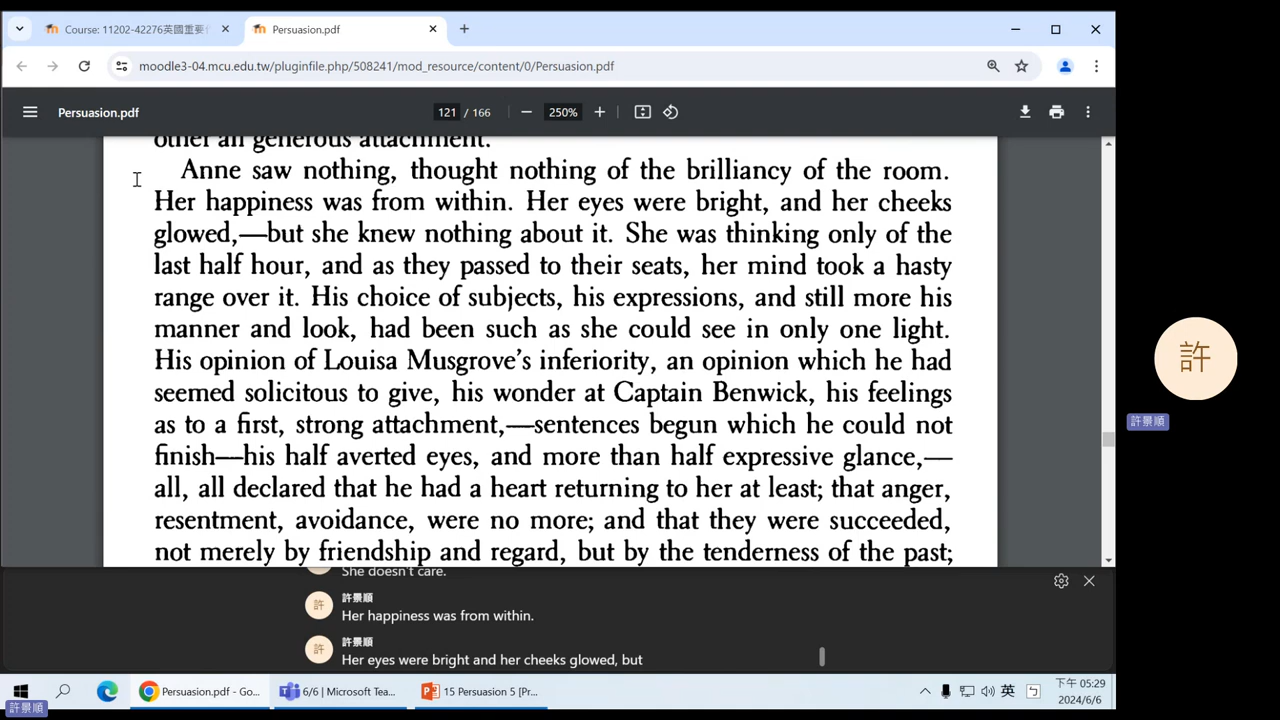 Course: 11202-42276英國重要
Persuasion.pdf
moodle3-04.mcu.edu.tw/pluginfile.php/508241/mod_resource/content/0/Persuasion.pdf
Persuasion.pdf
121 / 166
250%
other all generous attachment.
Anne saw nothing, thought nothing of the brilliancy of the room.
Her happiness was from within. Her eyes were bright, and her cheeks
glowed,—but she knew nothing about it. She was thinking only of the
last half hour, and as they passed to their seats, her mind took a hasty
range over it. His choice of subjects, his expressions, and still more his
manner and look, had been such as she could see in only one light.
His opinion of Louisa Musgrove's inferiority, an opinion which he had
seemed solicitous to give, his wonder at Captain Benwick, his feelings
as to a first, strong attachment,—sentences begun which he could not
finish—his half averted eyes, and more than half expressive glance,—
all, all declared that he had a heart returning to her at least; that anger,
resentment, avoidance, were no more; and that they were succeeded,
not merely by friendship and regard, but by the tenderness of the past;
She doesn't care.
許景順
許
Her happiness was from within.
許景順
許
Her eyes were bright and her cheeks glowed, but
許
許景順
Persuasion.pdf - Go...
6/6 | Microsoft Tea...
15 Persuasion 5 [Pr...
英
下午 05:29
2024/6/6
許景順